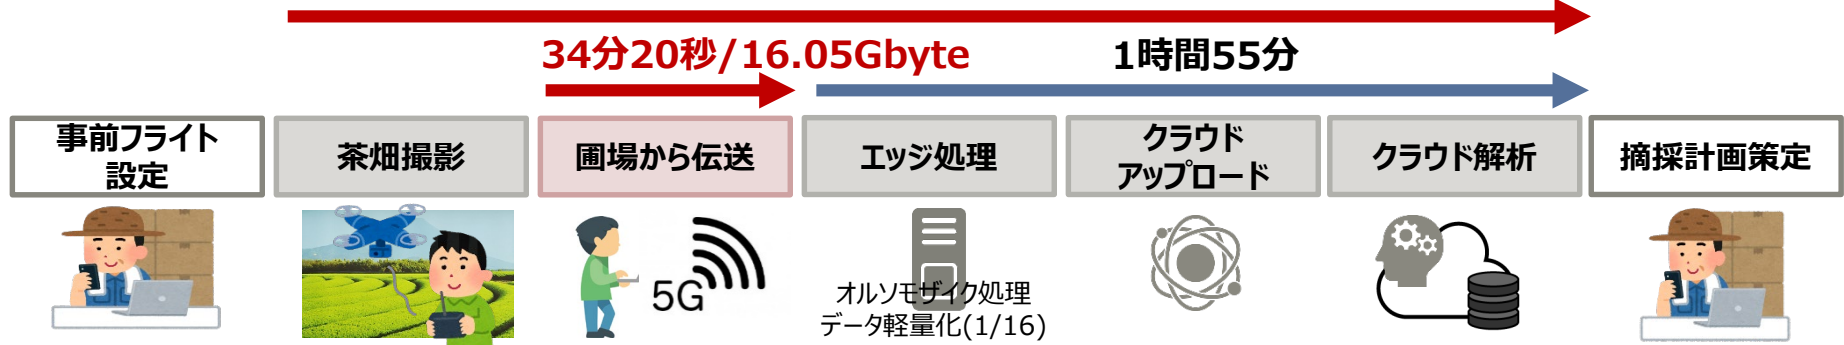 34分20秒/16.05Gbyte
1時間55分
事前フライト
設定
茶畑撮影
圃場から伝送
エッジ処理
クラウド
アップロード
クラウド解析
摘採計画策定
5G
オルソモザイク処理
データ軽量化(1/16)